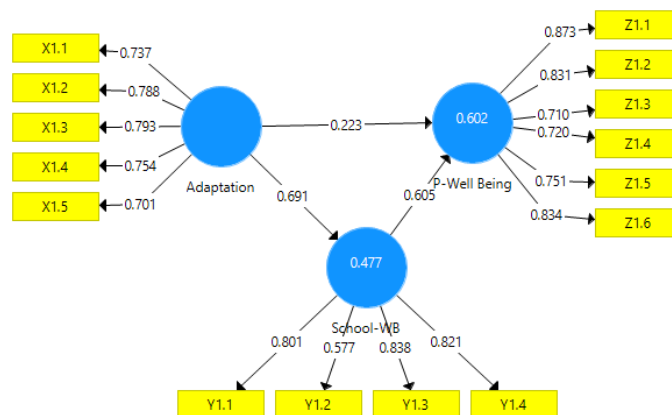 X1.1
X1.2
X1.3
X1.4
X1.5
0.737
0.788
0.793
0.754
0.701
Adaptation
0.223
0.691
0.605
0.602
P-Well Being
0.873
0.831
0.710
0.720
0.751
0.834
Z1.1
Z1.2
Z1.3
Z1.4
Z1.5
Z1.6
0.477
School-WB
0.801
0.577
0.838
0.821
Y1.1
Y1.2
Y1.3
Y1.4